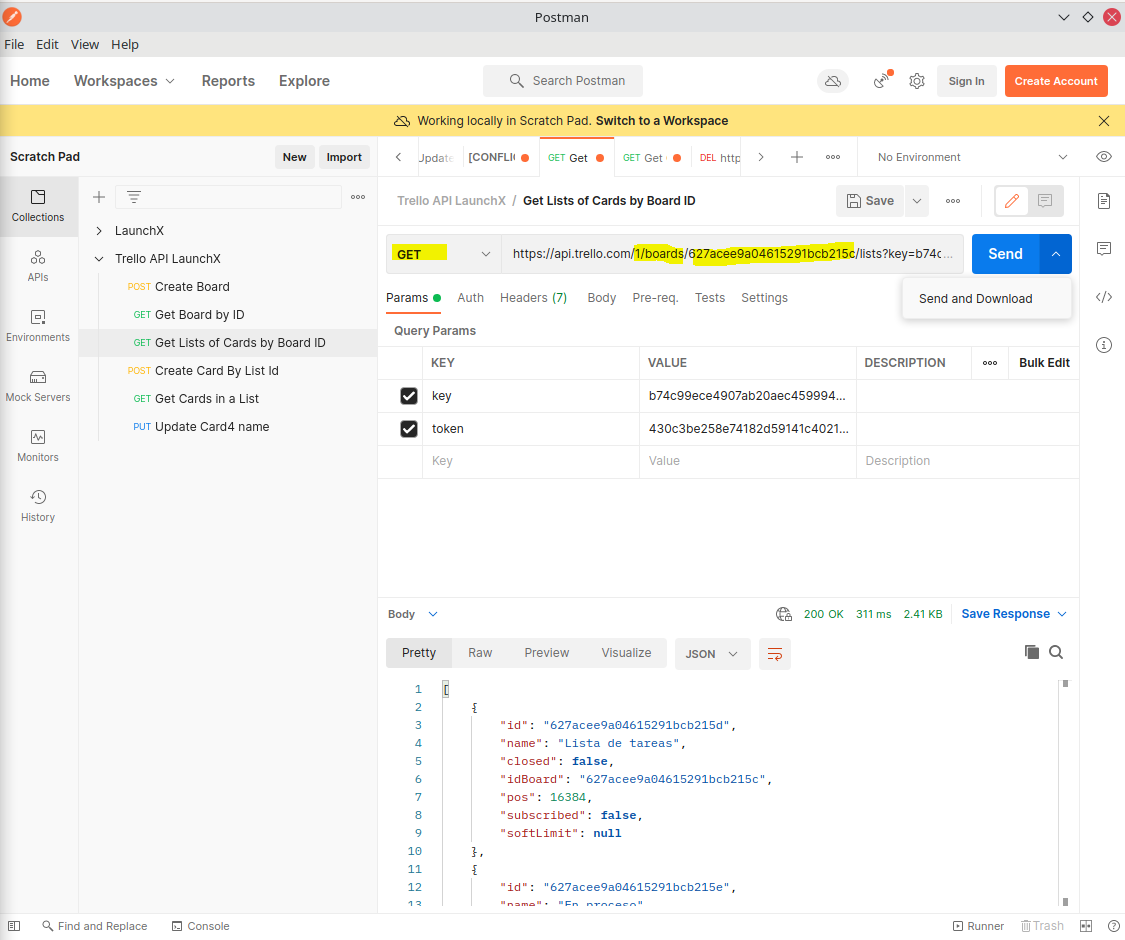 Postman
File Edit View Help
Home Workspaces Reports Explore Search Postman Sign In Create Account
Working locally in Scratch Pad. Switch to a Workspace
Scratch Pad New Import
Update [CONFLI GET Get GET Get DEL http No Environment
Collections
APIs
Environments
Mock Servers
Monitors
History
LaunchX
Trello API LaunchX
POST Create Board
GET Get Board by ID
GET Get Lists of Cards by Board ID
POST Create Card By List Id
GET Get Cards in a List
PUT Update Card4 name
Trello API LaunchX / Get Lists of Cards by Board ID Save
GET https://api.trello.com/1/boards/627acee9a04615291bcb215c/lists?key=b74c... Send
Send and Download
Params Auth Headers (7) Body Pre-req. Tests Settings
Query Params
KEY VALUE DESCRIPTION Bulk Edit
key b74c99ece4907ab20aec459994...
token 430c3be258e74182d59141c4021...
Key Value Description
Body 200 OK 311 ms 2.41 KB Save Response
Pretty Raw Preview Visualize JSON
1 [
2 {
3 "id": "627acee9a04615291bcb215d",
4 "name": "Lista de tareas",
5 "closed": false,
6 "idBoard": "627acee9a04615291bcb215c",
7 "pos": 16384,
8 "subscribed": false,
9 "softLimit": null
10 },
11 {
12 "id": "627acee9a04615291bcb215e",
13 "name": "En proceso"
Find and Replace Console Runner Trash